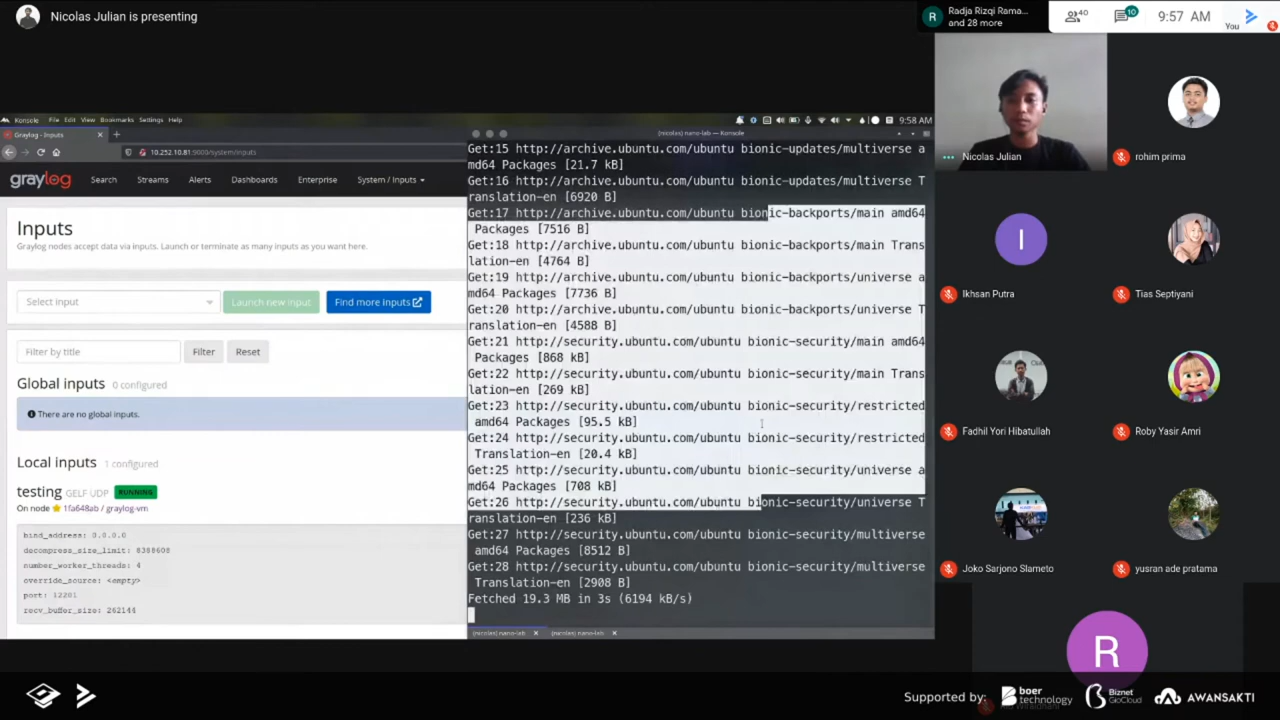 Nicolas Julian is presenting
Radja Rizqi Rama...
and 28 more
R
40
10
9:57 AM
You
Konsole File Edit View Bookmarks Settings Help
9:58 AM
Graylog - Inputs
(nicolas) nano-lab — Konsole
10.252.10.81:9000/system/inputs
graylog Search Streams Alerts Dashboards Enterprise System / Inputs
Inputs
Graylog nodes accept data via inputs. Launch or terminate as many inputs as you want here.
Select input
Launch new input
Find more inputs
Filter by title
Filter
Reset
Global inputs 0 configured
There are no global inputs.
Local inputs 1 configured
testing GELF UDP RUNNING
On node 1fa648ab / graylog-vm
bind_address: 0.0.0.0
decompress_size_limit: 8388608
number_worker_threads: 4
override_source: <empty>
port: 12201
recv_buffer_size: 262144
Get:15 http://archive.ubuntu.com/ubuntu bionic-updates/multiverse a
md64 Packages [21.7 kB]
Get:16 http://archive.ubuntu.com/ubuntu bionic-updates/multiverse T
ranslation-en [6920 B]
Get:17 http://archive.ubuntu.com/ubuntu bionic-backports/main amd64
Packages [7516 B]
Get:18 http://archive.ubuntu.com/ubuntu bionic-backports/main Trans
lation-en [4764 B]
Get:19 http://archive.ubuntu.com/ubuntu bionic-backports/universe a
md64 Packages [7736 B]
Get:20 http://archive.ubuntu.com/ubuntu bionic-backports/universe T
ranslation-en [4588 B]
Get:21 http://security.ubuntu.com/ubuntu bionic-security/main amd64
Packages [868 kB]
Get:22 http://security.ubuntu.com/ubuntu bionic-security/main Trans
lation-en [269 kB]
Get:23 http://security.ubuntu.com/ubuntu bionic-security/restricted
amd64 Packages [95.5 kB]
Get:24 http://security.ubuntu.com/ubuntu bionic-security/restricted
Translation-en [20.4 kB]
Get:25 http://security.ubuntu.com/ubuntu bionic-security/universe a
md64 Packages [708 kB]
Get:26 http://security.ubuntu.com/ubuntu bionic-security/universe T
ranslation-en [236 kB]
Get:27 http://security.ubuntu.com/ubuntu bionic-security/multiverse
amd64 Packages [8512 B]
Get:28 http://security.ubuntu.com/ubuntu bionic-security/multiverse
Translation-en [2908 B]
Fetched 19.3 MB in 3s (6194 kB/s)
(nicolas) nano-lab
(nicolas) nano-lab
Nicolas Julian
rohim prima
I
Ikhsan Putra
Tias Septiyani
Fadhil Yori Hibatullah
Roby Yasir Amri
Joko Sarjono Slameto
yusran ade pratama
R
Supported by:
boer
technology
Biznet
GioCloud
AWANSAKTI